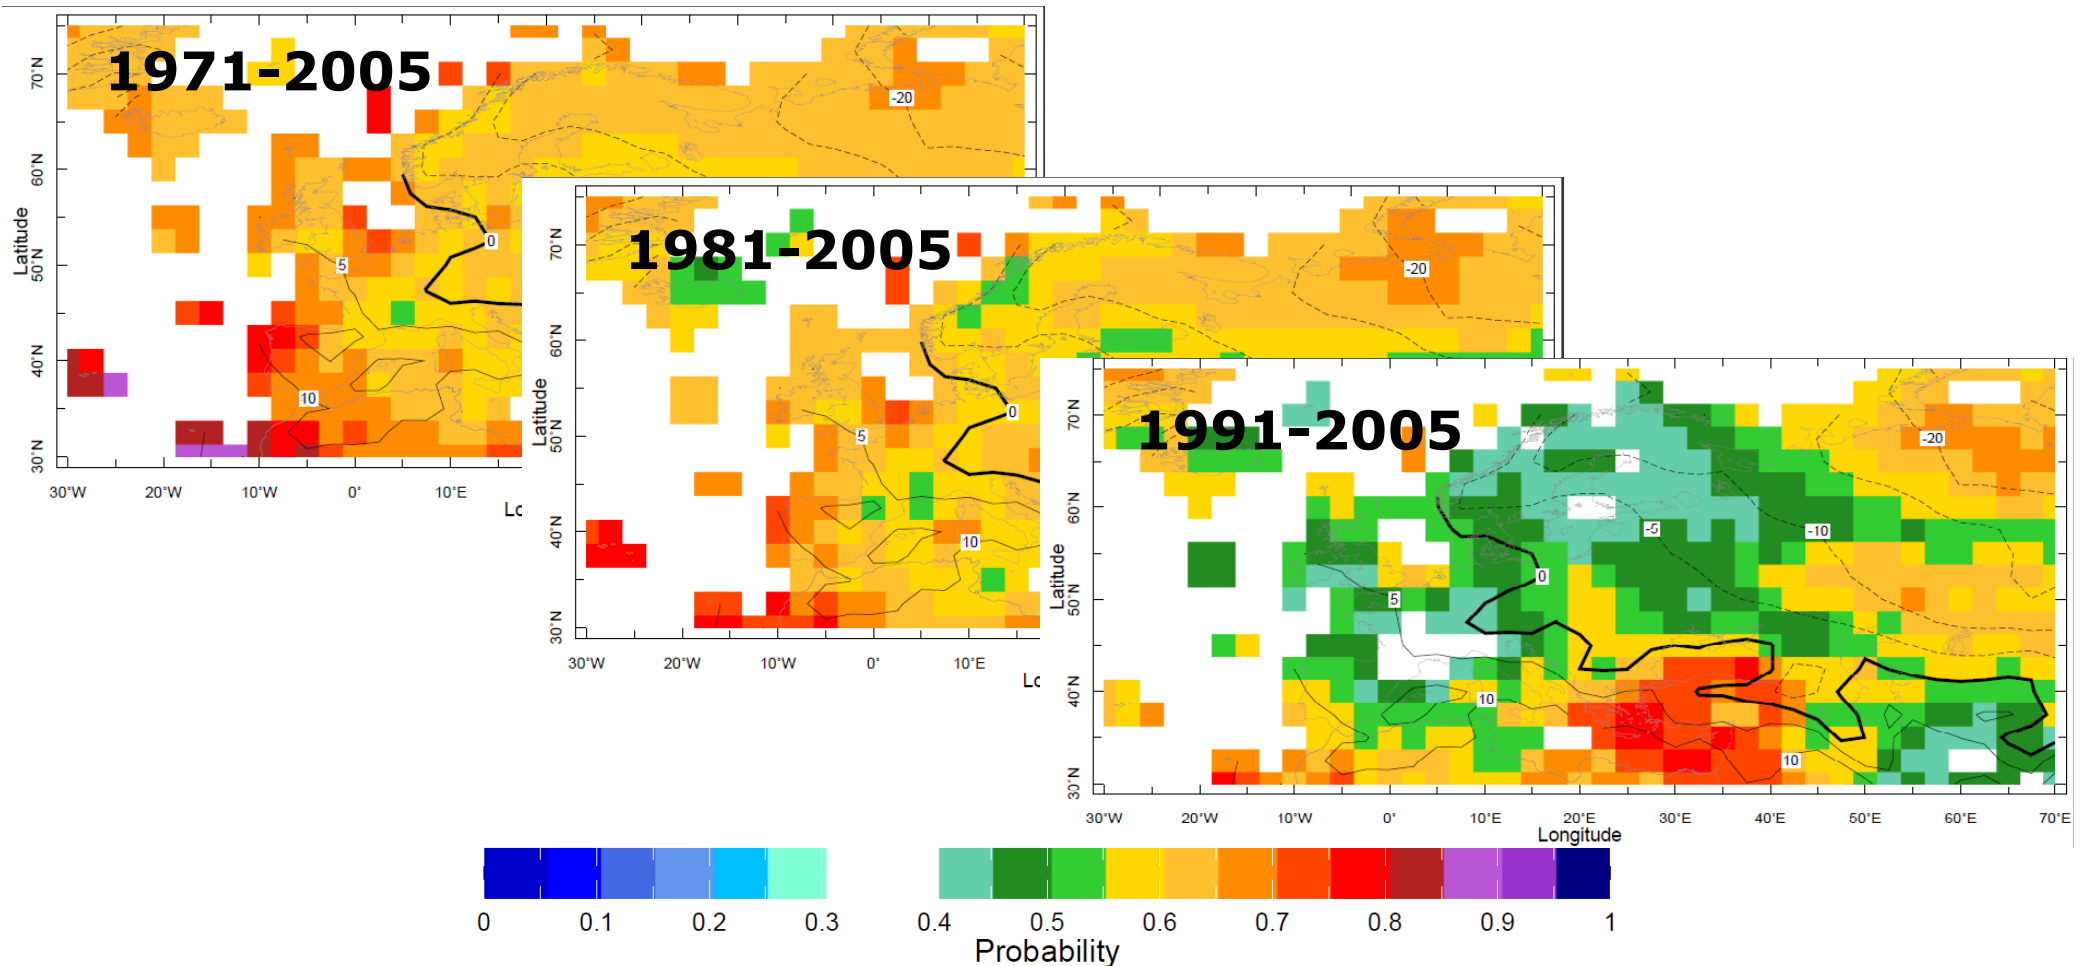 1971-2005
70°N
60°N
50°N
40°N
30°N
Latitude
-20
0
5
10
30°W
20°W
10°W
0°
10°E
Lo
1981-2005
70°N
60°N
50°N
40°N
30°N
Latitude
-20
0
5
10
30°W
20°W
10°W
0°
10°E
Lo
1991-2005
70°N
60°N
50°N
40°N
30°N
Latitude
-20
-5
-10
0
5
10
10
30°W
20°W
10°W
0°
10°E
20°E
30°E
40°E
50°E
60°E
70°E
Longitude
0
0.1
0.2
0.3
0.4
0.5
0.6
0.7
0.8
0.9
1
Probability